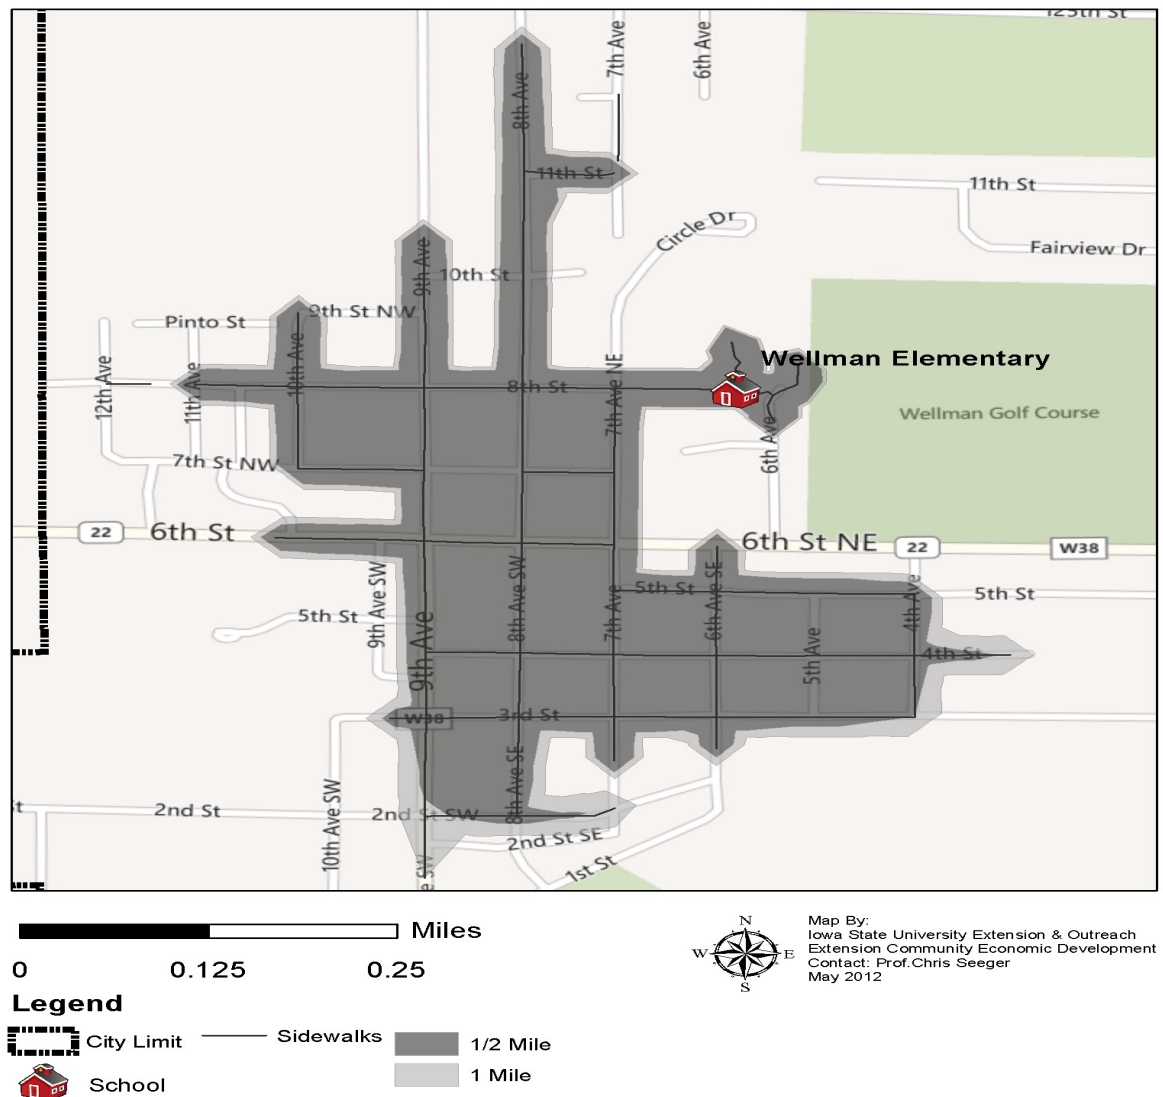 125th St
7th Ave
6th Ave
8th Ave
11th St
11th St
Circle Dr
Fairview Dr
9th Ave
10th St
9th St NW
Pinto St
10th Ave
12th Ave
11th Ave
Wellman Elementary
8th St
7th Ave NE
Wellman Golf Course
6th Ave
7th St NW
22
6th St
6th St NE
22
W38
9th Ave SW
8th Ave SW
7th Ave
5th St
6th Ave SE
4th Ave
5th St
5th St
9th Ave
5th Ave
4th St
W38
3rd St
8th Ave SE
10th Ave SW
2nd St
2nd St SW
2nd St SE
1st St
Miles
0 0.125 0.25
N
W E
S
Map By:
Iowa State University Extension & Outreach
Extension Community Economic Development
Contact: Prof.Chris Seeger
May 2012
Legend
City Limit
Sidewalks
1/2 Mile
School
1 Mile